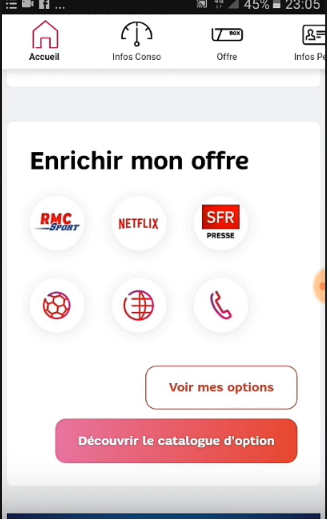 45% 23:05
Accueil
Infos Conso
Offre
Infos Pe
BOX
Enrichir mon offre
RMC
SPORT
NETFLIX
SFR
PRESSE
Voir mes options
Découvrir le catalogue d'option